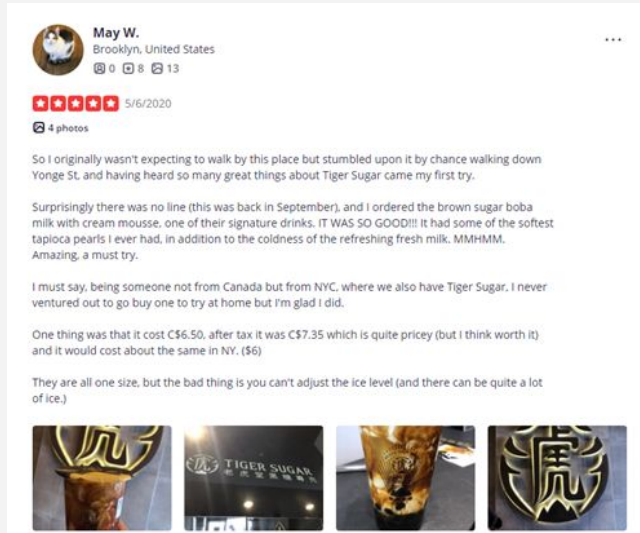 May W.
Brooklyn, United States
0 8 13
5/6/2020
4 photos
So I originally wasn't expecting to walk by this place but stumbled upon it by chance walking down
Yonge St, and having heard so many great things about Tiger Sugar came my first try.
Surprisingly there was no line (this was back in September), and I ordered the brown sugar boba
milk with cream mousse, one of their signature drinks. IT WAS SO GOOD!!! It had some of the softest
tapioca pearls I ever had, in addition to the coldness of the refreshing fresh milk. MMHMM.
Amazing, a must try.
I must say, being someone not from Canada but from NYC, where we also have Tiger Sugar, I never
ventured out to go buy one to try at home but I'm glad I did.
One thing was that it cost C$6.50, after tax it was C$7.35 which is quite pricey (but I think worth it)
and it would cost about the same in NY. ($6)
They are all one size, but the bad thing is you can't adjust the ice level (and there can be quite a lot
of ice.)
虎
TIGER SUGAR
老虎堂黑糖專売
虎